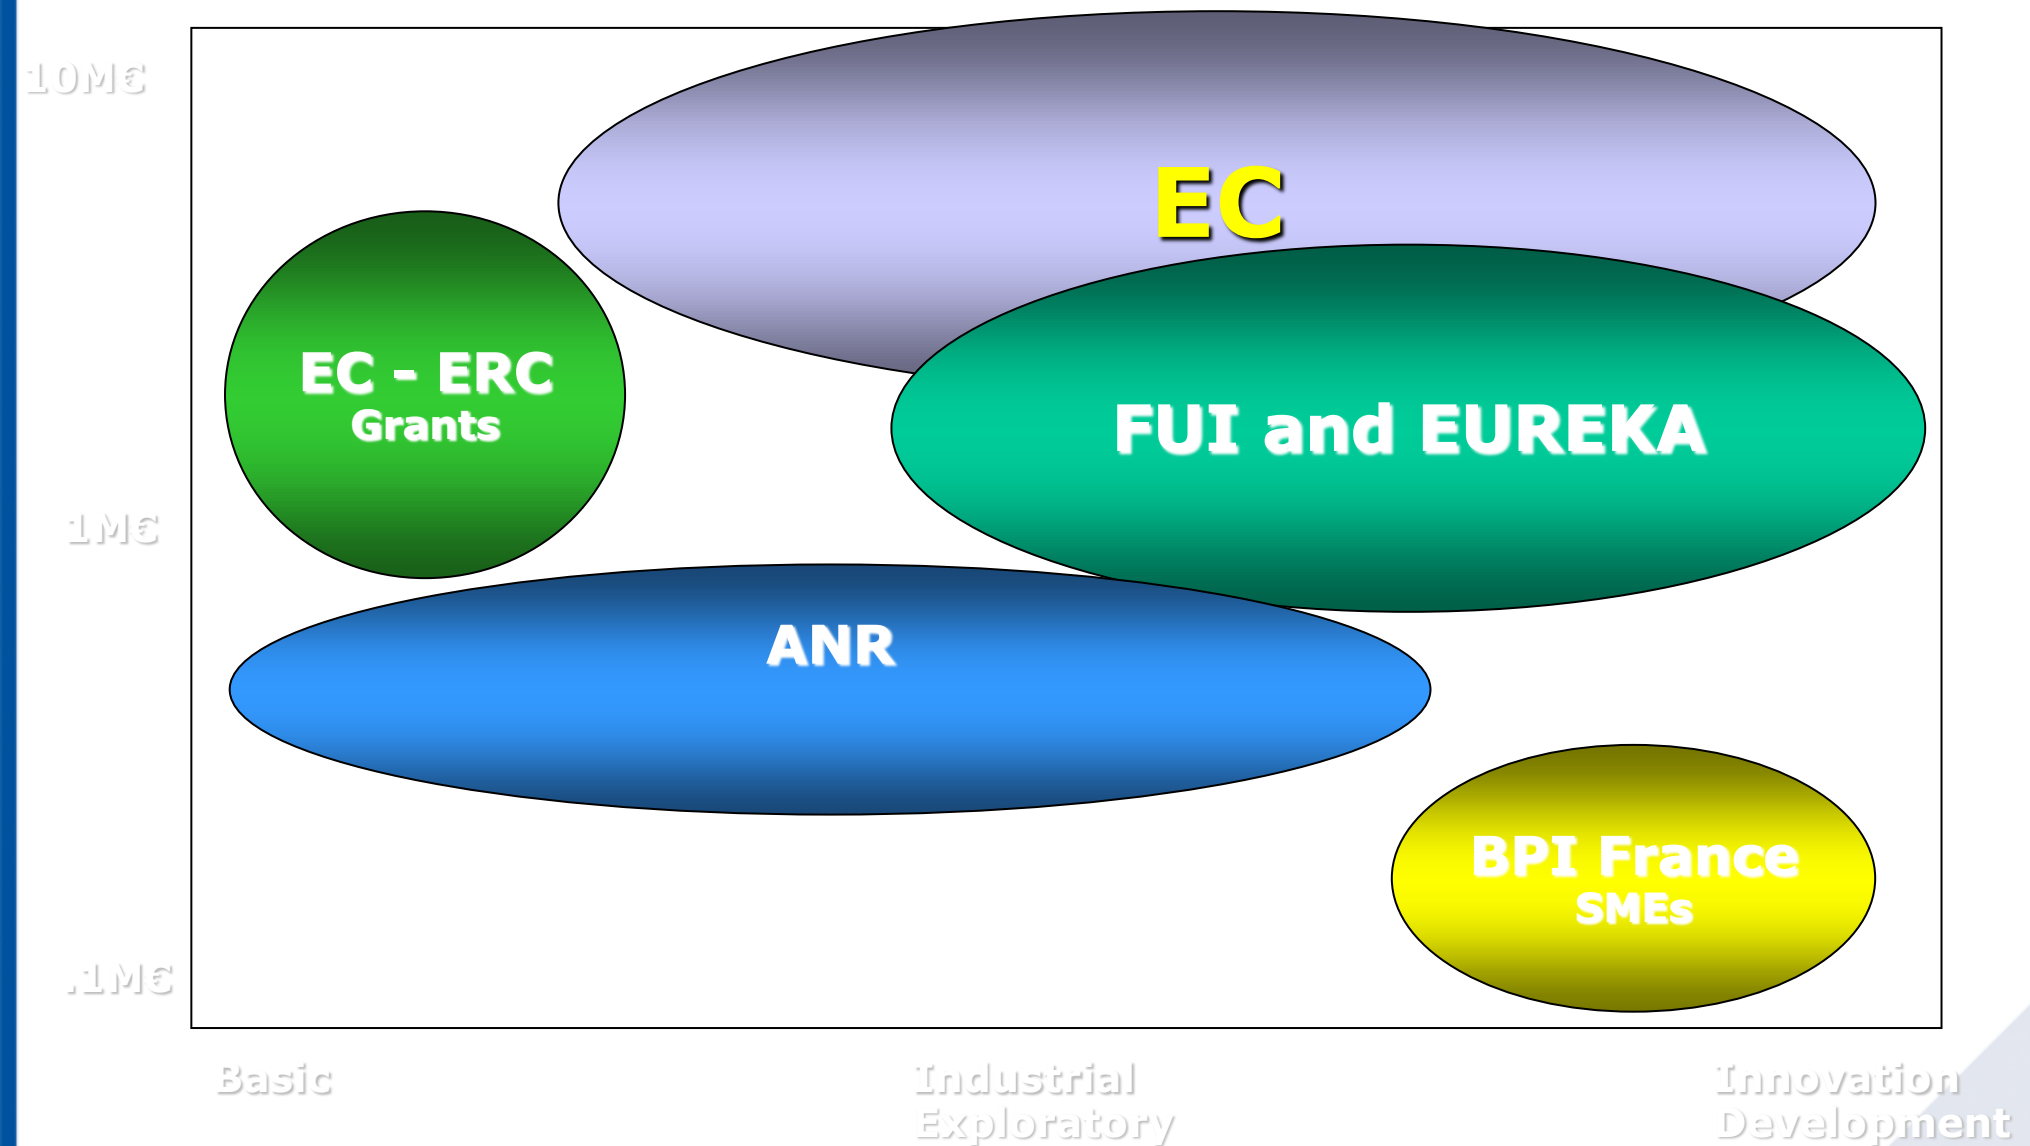 10M€
EC
EC - ERC
Grants
FUI and EUREKA
1M€
ANR
BPI France
SMEs
.1M€
Basic
Industrial
Exploratory
Innovation
Development